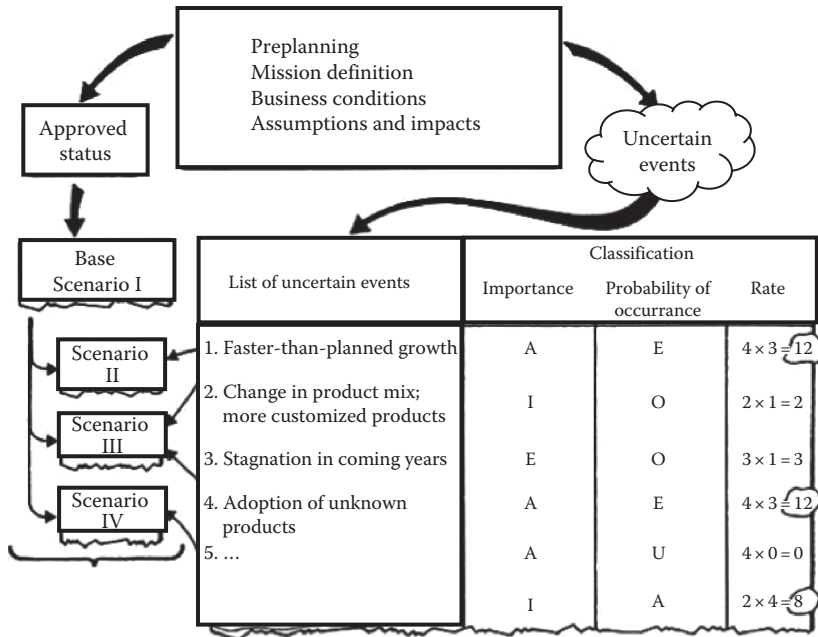 Preplanning
Mission definition
Business conditions
Assumptions and impacts
Approved
status
Uncertain
events
Base
Scenario I
List of uncertain events
Classification
Importance
Probability of
occurrance
Rate
Scenario
II
1. Faster-than-planned growth
A
E
4 × 3 = 12
2. Change in product mix;
more customized products
I
O
2 × 1 = 2
Scenario
III
3. Stagnation in coming years
E
O
3 × 1 = 3
Scenario
IV
4. Adoption of unknown
products
A
E
4 × 3 = 12
5. ...
A
U
4 × 0 = 0
I
A
2 × 4 = 8